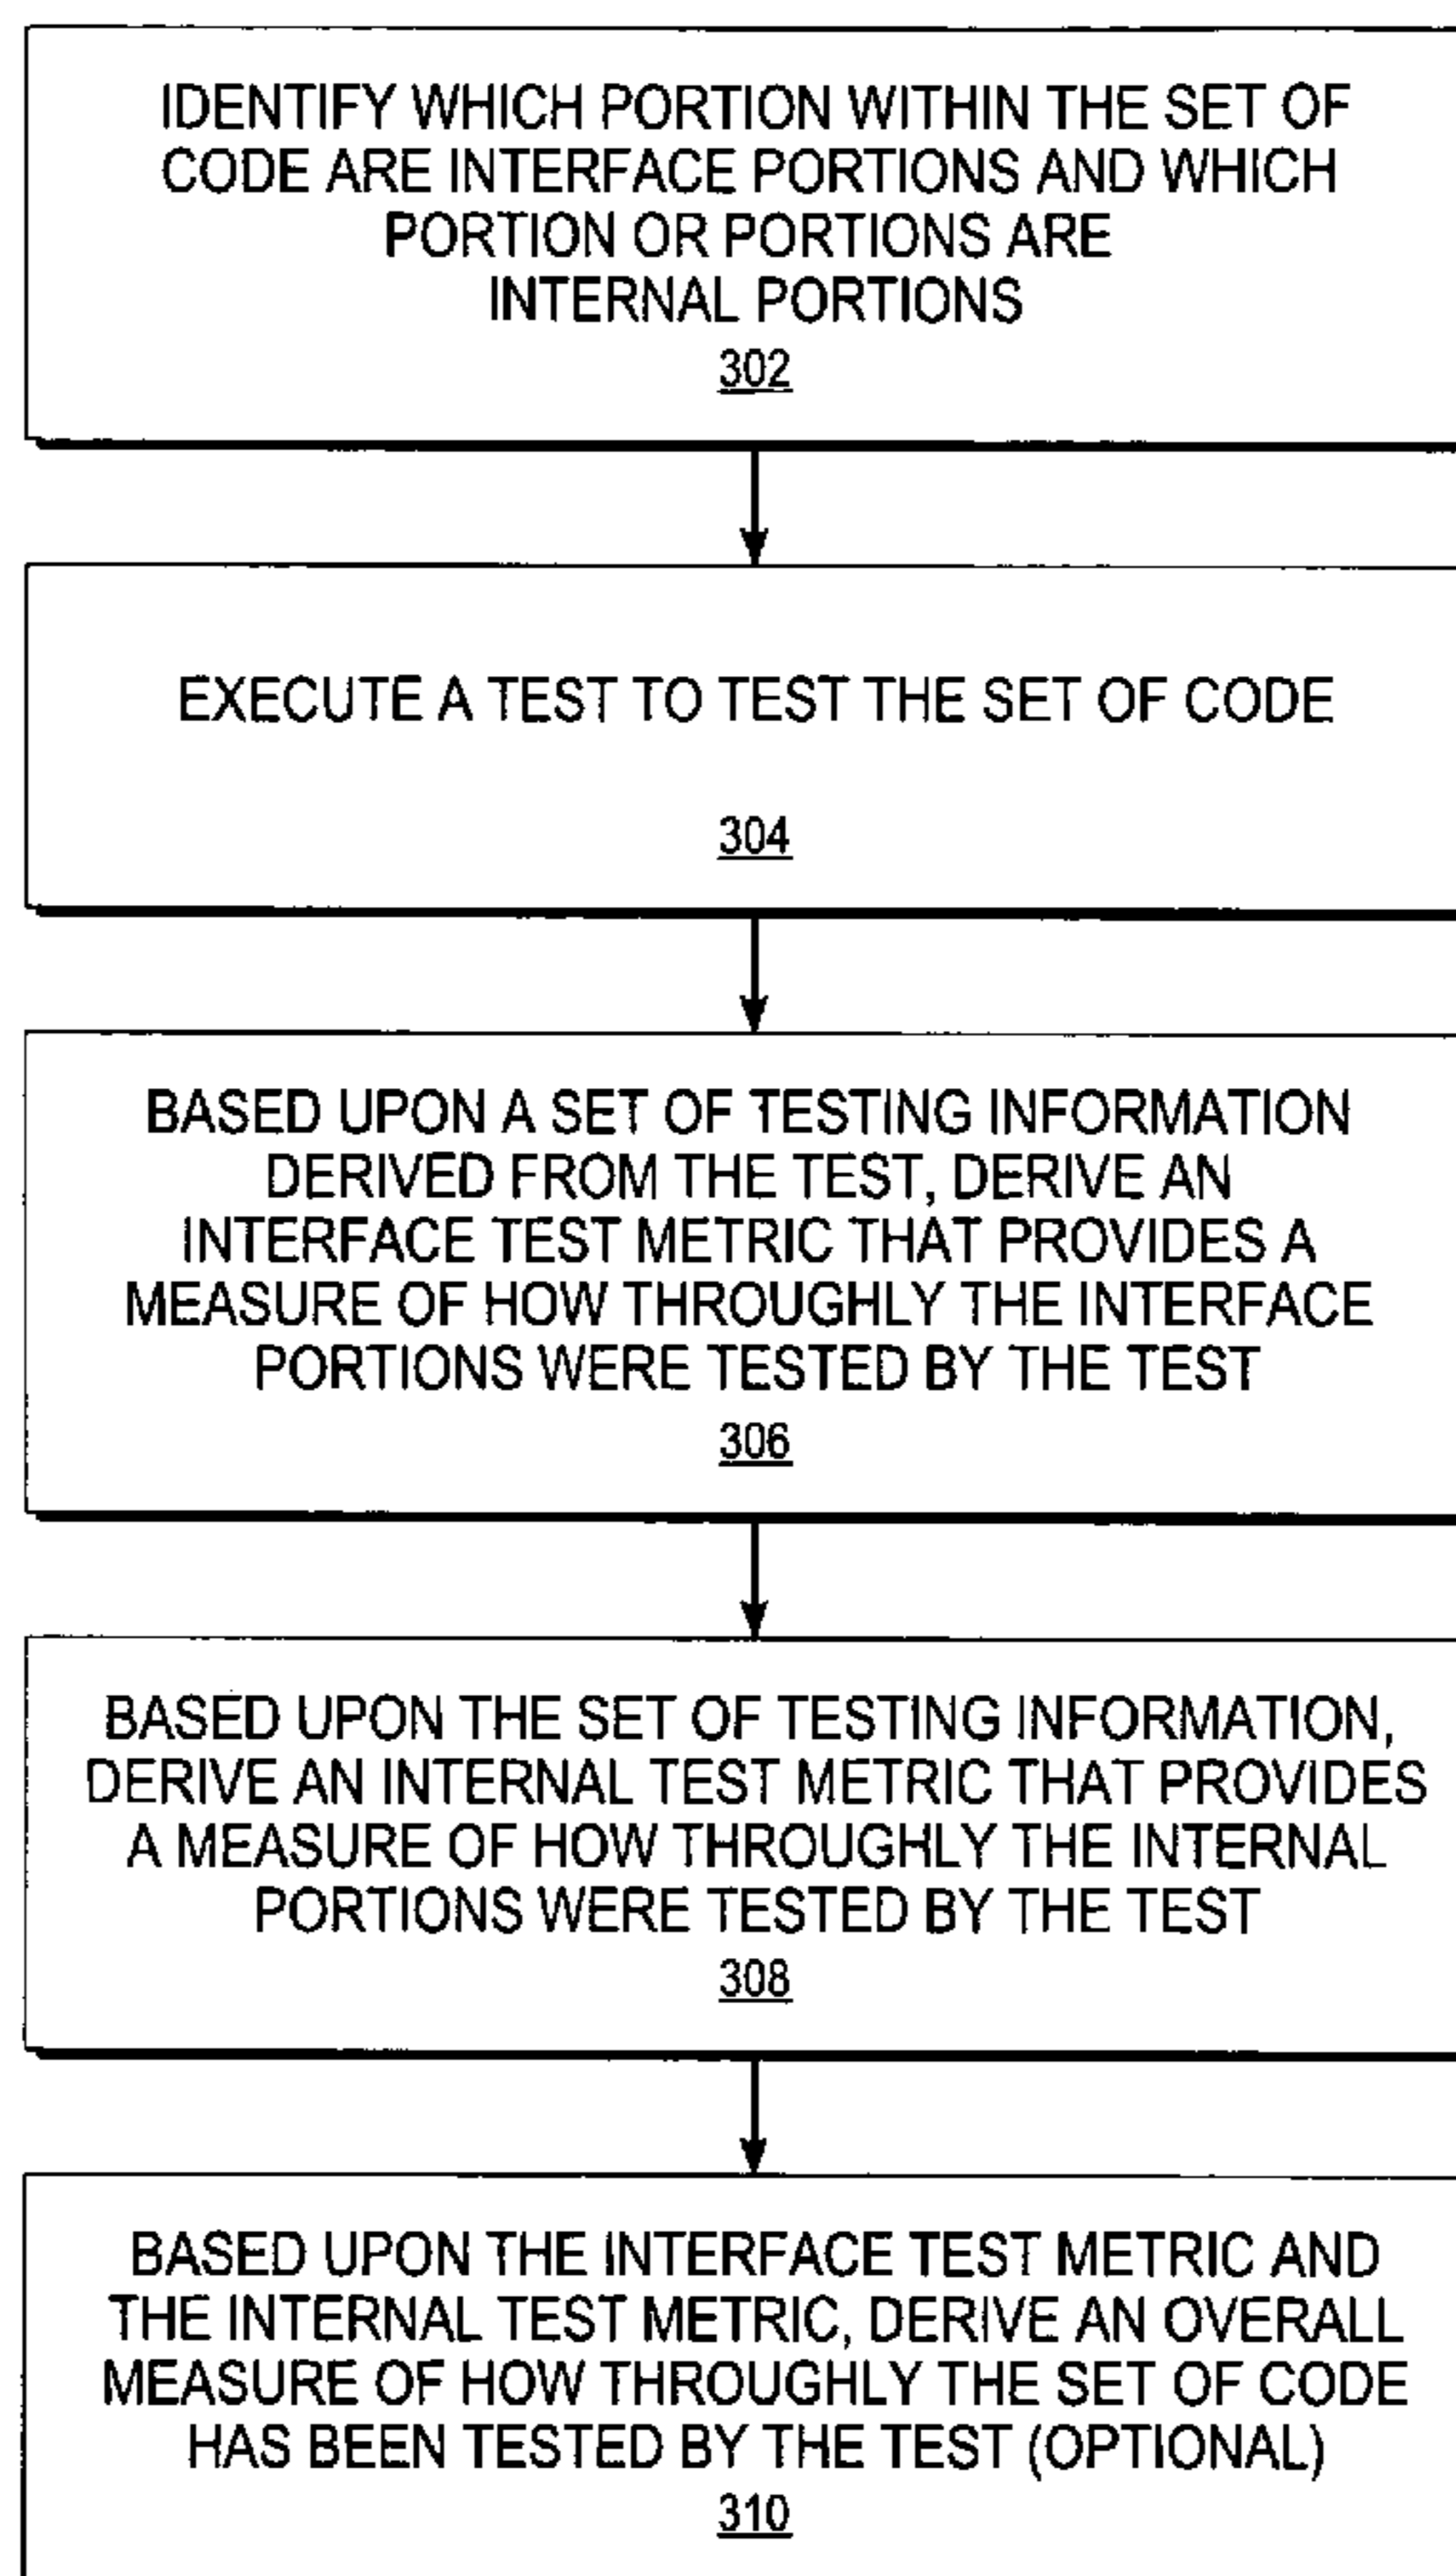 IDENTIFY WHICH PORTION WITHIN THE SET OF
CODE ARE INTERFACE PORTIONS AND WHICH
PORTION OR PORTIONS ARE
INTERNAL PORTIONS
302
EXECUTE A TEST TO TEST THE SET OF CODE
304
BASED UPON A SET OF TESTING INFORMATION
DERIVED FROM THE TEST, DERIVE AN
INTERFACE TEST METRIC THAT PROVIDES A
MEASURE OF HOW THROUGHLY THE INTERFACE
PORTIONS WERE TESTED BY THE TEST
306
BASED UPON THE SET OF TESTING INFORMATION,
DERIVE AN INTERNAL TEST METRIC THAT PROVIDES
A MEASURE OF HOW THROUGHLY THE INTERNAL
PORTIONS WERE TESTED BY THE TEST
308
BASED UPON THE INTERFACE TEST METRIC AND
THE INTERNAL TEST METRIC, DERIVE AN OVERALL
MEASURE OF HOW THROUGHLY THE SET OF CODE
HAS BEEN TESTED BY THE TEST (OPTIONAL)
310